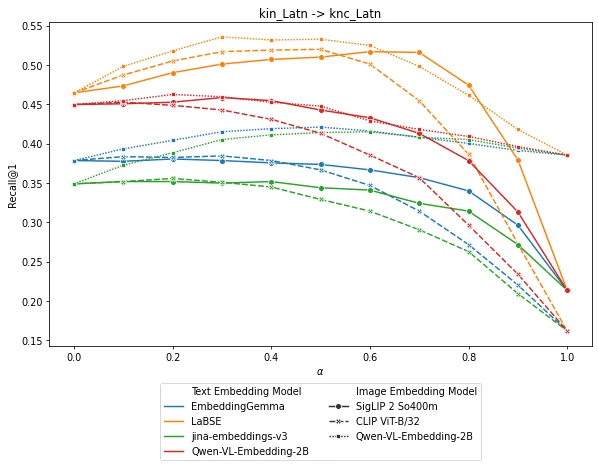 kin_Latn -> knc_Latn
Recall@1
0.55
0.50
0.45
0.40
0.35
0.30
0.25
0.20
0.15
0.0 0.2 0.4 0.6 0.8 1.0
α
Text Embedding Model
EmbeddingGemma
LaBSE
jina-embeddings-v3
Qwen-VL-Embedding-2B
Image Embedding Model
SigLIP 2 So400m
CLIP ViT-B/32
Qwen-VL-Embedding-2B